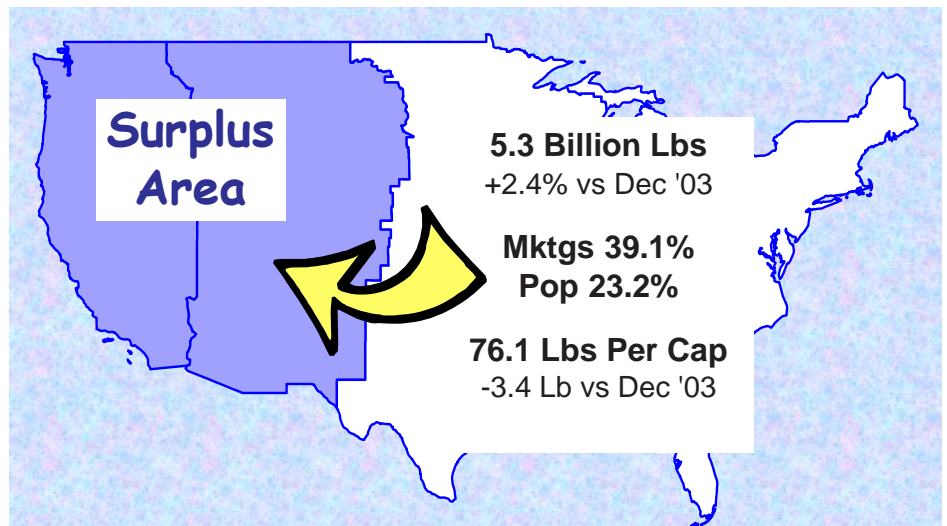 Surplus
Area
5.3 Billion Lbs
+2.4% vs Dec '03
Mktgs 39.1%
Pop 23.2%
76.1 Lbs Per Cap
-3.4 Lb vs Dec '03